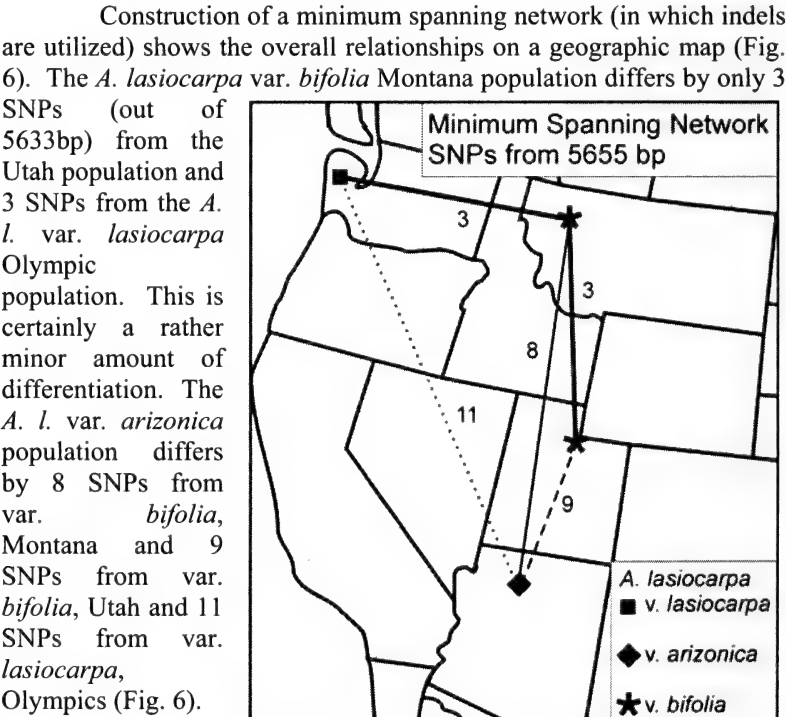 Construction of a minimum spanning network (in which indels
are utilized) shows the overall relationships on a geographic map (Fig.
6). The A. lasiocarpa var. bifolia Montana population differs by only 3
SNPs (out of
5633bp) from the
Utah population and
3 SNPs from the A.
l. var. lasiocarpa
Olympic
population. This is
certainly a rather
minor amount of
differentiation. The
A. l. var. arizonica
population differs
by 8 SNPs from
var. bifolia,
Montana and 9
SNPs from var.
bifolia, Utah and 11
SNPs from var.
lasiocarpa,
Olympics (Fig. 6).
Minimum Spanning Network
SNPs from 5655 bp
3
3
8
11
9
A. lasiocarpa
v. lasiocarpa
v. arizonica
v. bifolia